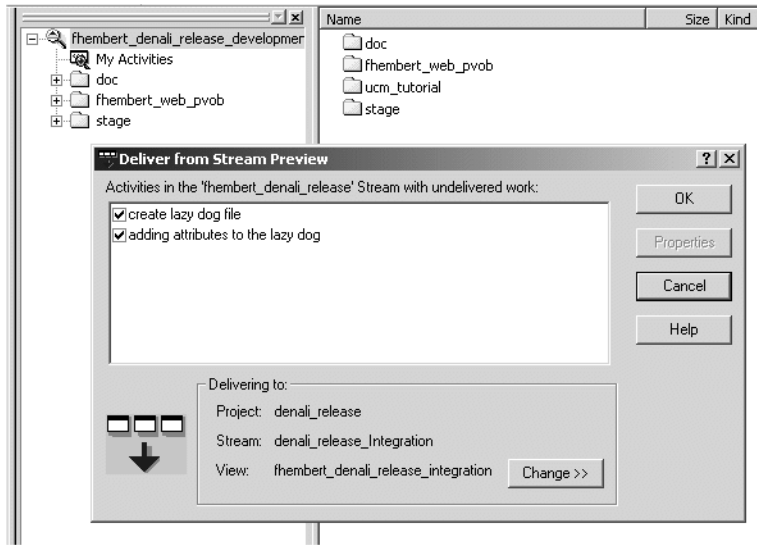 Name Size Kind
fhembert_denali_release_developmer
My Activities
doc
fhembert_web_pvob
stage
doc
fhembert_web_pvob
ucm_tutorial
stage
Deliver from Stream Preview
Activities in the 'fhembert_denali_release' Stream with undelivered work:
create lazy dog file
adding attributes to the lazy dog
OK
Properties
Cancel
Help
Delivering to:
Project: denali_release
Stream: denali_release_Integration
View: fhembert_denali_release_integration
Change >>